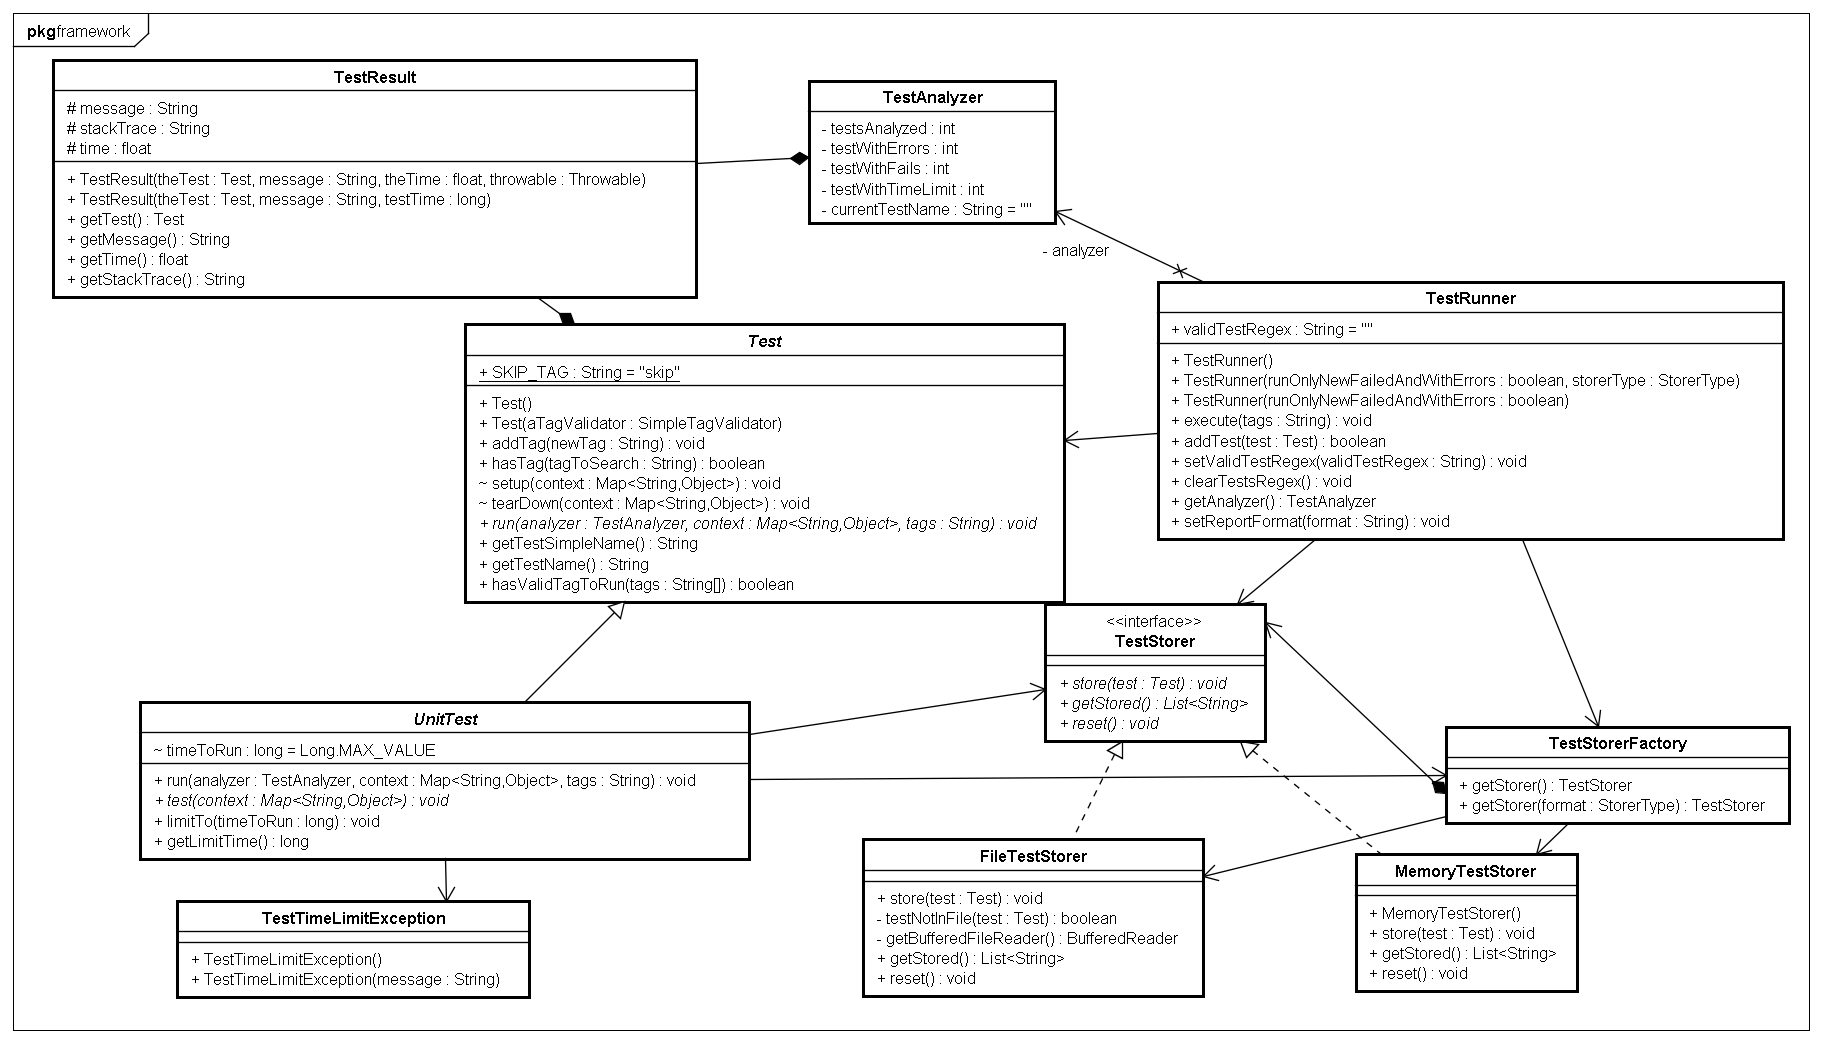 pkgframework
TestResult
# message : String
# stackTrace : String
# time : float
+ TestResult(theTest : Test, message : String, theTime : float, throwable : Throwable)
+ TestResult(theTest : Test, message : String, testTime : long)
+ getTest() : Test
+ getMessage() : String
+ getTime() : float
+ getStackTrace() : String
TestAnalyzer
- testsAnalyzed : int
- testWithErrors : int
- testWithFails : int
- testWithTimeLimit : int
- currentTestName : String = ""
- analyzer
TestRunner
+ validTestRegex : String = ""
+ TestRunner()
+ TestRunner(runOnlyNewFailedAndWithErrors : boolean, storerType : StorerType)
+ TestRunner(runOnlyNewFailedAndWithErrors : boolean)
+ execute(tags : String) : void
+ addTest(test : Test) : boolean
+ setValidTestRegex(validTestRegex : String) : void
+ clearTestsRegex() : void
+ getAnalyzer() : TestAnalyzer
+ setReportFormat(format : String) : void
Test
+ SKIP_TAG : String = "skip"
+ Test()
+ Test(aTagValidator : SimpleTagValidator)
+ addTag(newTag : String) : void
+ hasTag(tagToSearch : String) : boolean
~ setup(context : Map<String,Object>) : void
~ tearDown(context : Map<String,Object>) : void
+ run(analyzer : TestAnalyzer, context : Map<String,Object>, tags : String) : void
+ getTestSimpleName() : String
+ getTestName() : String
+ hasValidTagToRun(tags : String[]) : boolean
<<interface>>
TestStorer
+ store(test : Test) : void
+ getStored() : List<String>
+ reset() : void
UnitTest
~ timeToRun : long = Long.MAX_VALUE
+ run(analyzer : TestAnalyzer, context : Map<String,Object>, tags : String) : void
+ test(context : Map<String,Object>) : void
+ limitTo(timeToRun : long) : void
+ getLimitTime() : long
TestStorerFactory
+ getStorer() : TestStorer
+ getStorer(format : StorerType) : TestStorer
TestTimeLimitException
+ TestTimeLimitException()
+ TestTimeLimitException(message : String)
FileTestStorer
+ store(test : Test) : void
- testNotInFile(test : Test) : boolean
- getBufferedFileReader() : BufferedReader
+ getStored() : List<String>
+ reset() : void
MemoryTestStorer
+ MemoryTestStorer()
+ store(test : Test) : void
+ getStored() : List<String>
+ reset() : void